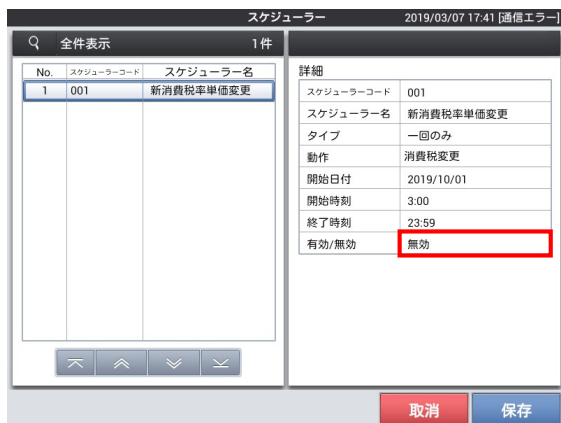 スケジューラー 2019/03/07 17:41 [通信エラー]
全件表示 1件
No. スケジューラーコード スケジューラー名
1 001 新消費税率単価変更
詳細
スケジューラーコード 001
スケジューラー名 新消費税率単価変更
タイプ 一回のみ
動作 消費税変更
開始日付 2019/10/01
開始時刻 3:00
終了時刻 23:59
有効/無効 無効
取消 保存